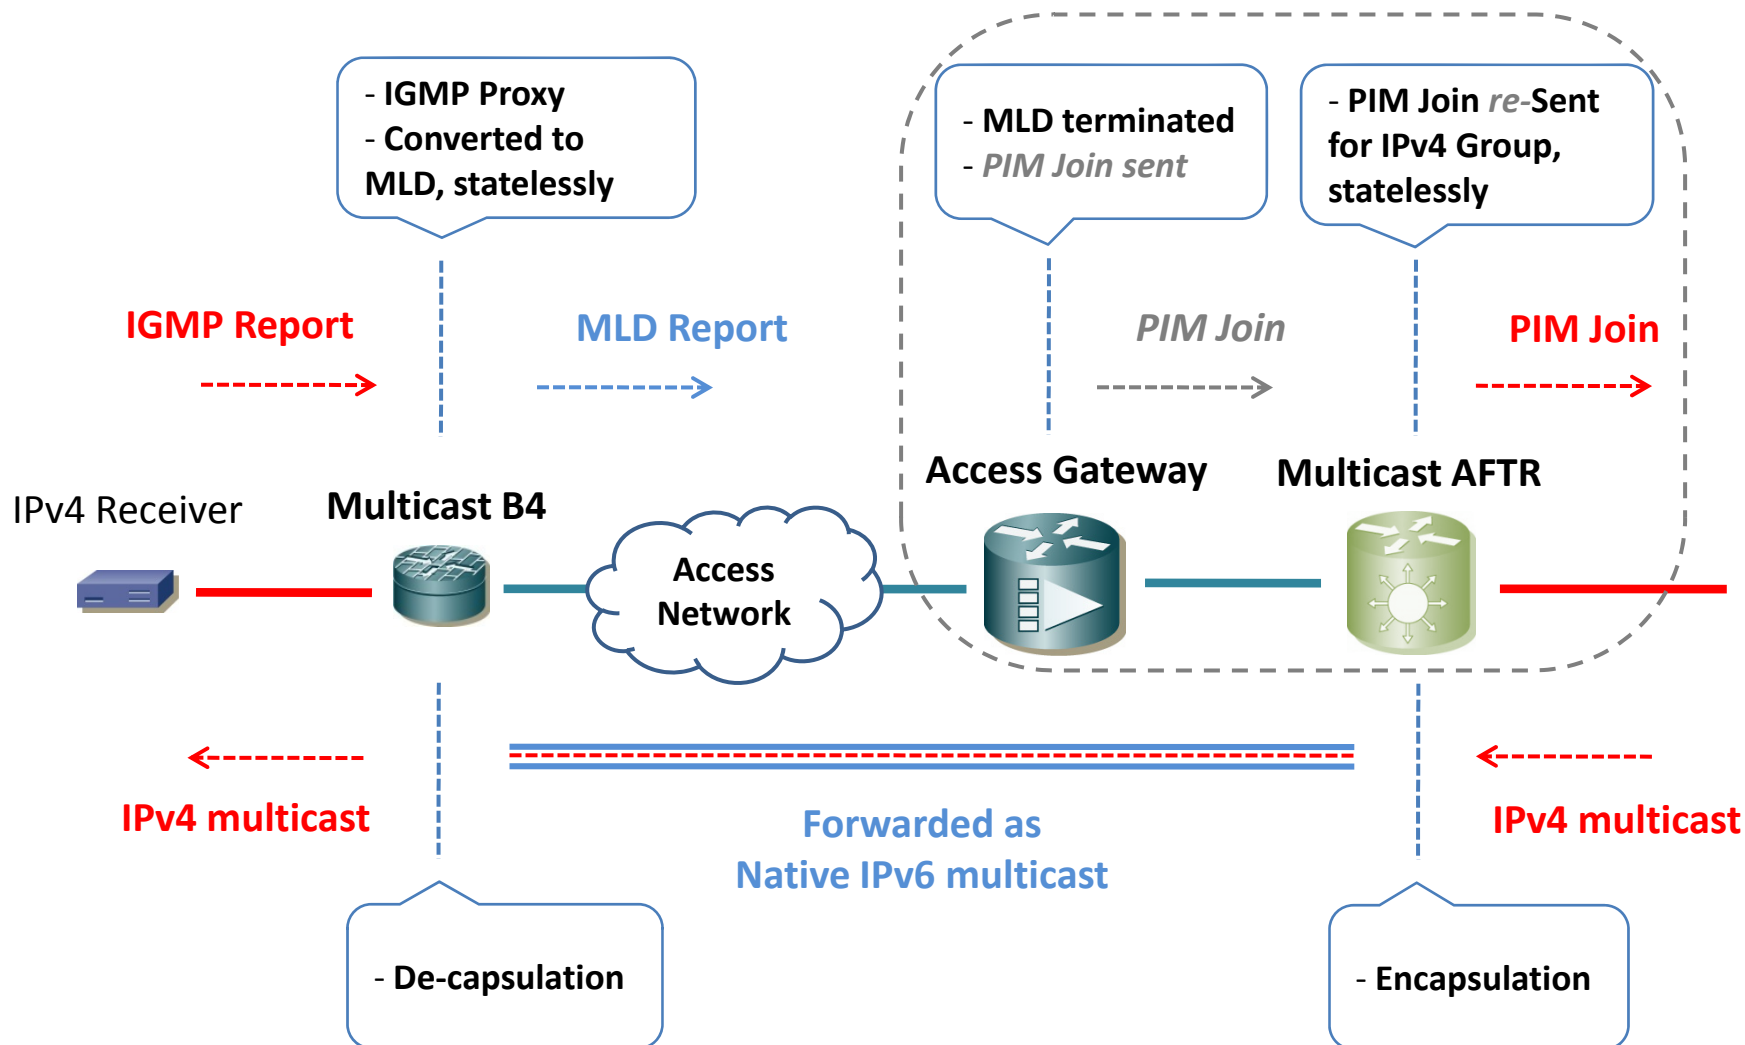 - IGMP Proxy
- Converted to
MLD, statelessly
- MLD terminated
- PIM Join sent
- PIM Join re-Sent
for IPv4 Group,
statelessly
IGMP Report
MLD Report
PIM Join
PIM Join
IPv4 Receiver
Multicast B4
Access Gateway
Multicast AFTR
Access
Network
IPv4 multicast
Forwarded as
Native IPv6 multicast
IPv4 multicast
- De-capsulation
- Encapsulation